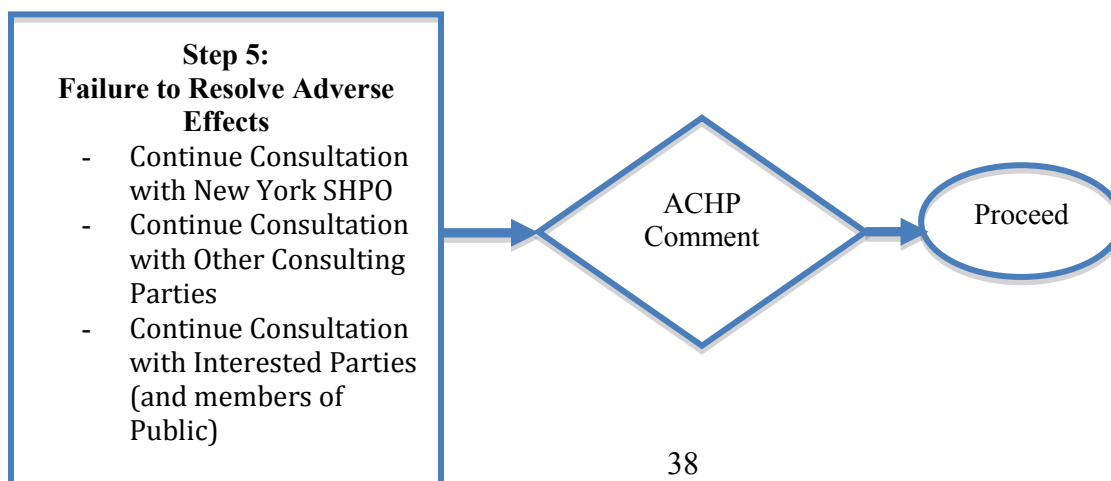 Step 5:
Failure to Resolve Adverse
Effects
- Continue Consultation
with New York SHPO
- Continue Consultation
with Other Consulting
Parties
- Continue Consultation
with Interested Parties
(and members of
Public)
ACHP
Comment
Proceed
38